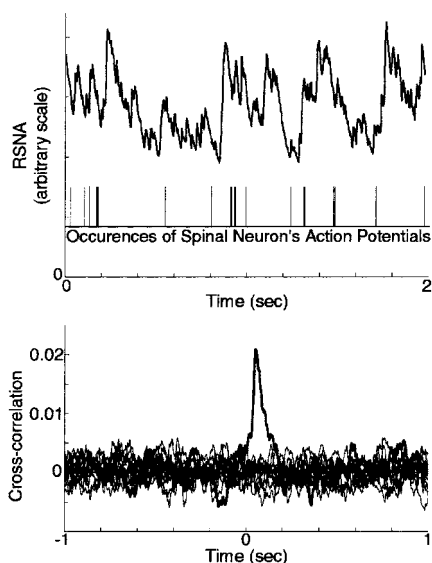 RSNA
(arbitrary scale)
Occurences of Spinal Neuron's Action Potentials
0
0 2
Time (sec)
Cross-correlation
0.02
0.01
0
-1 0 1
Time (sec)